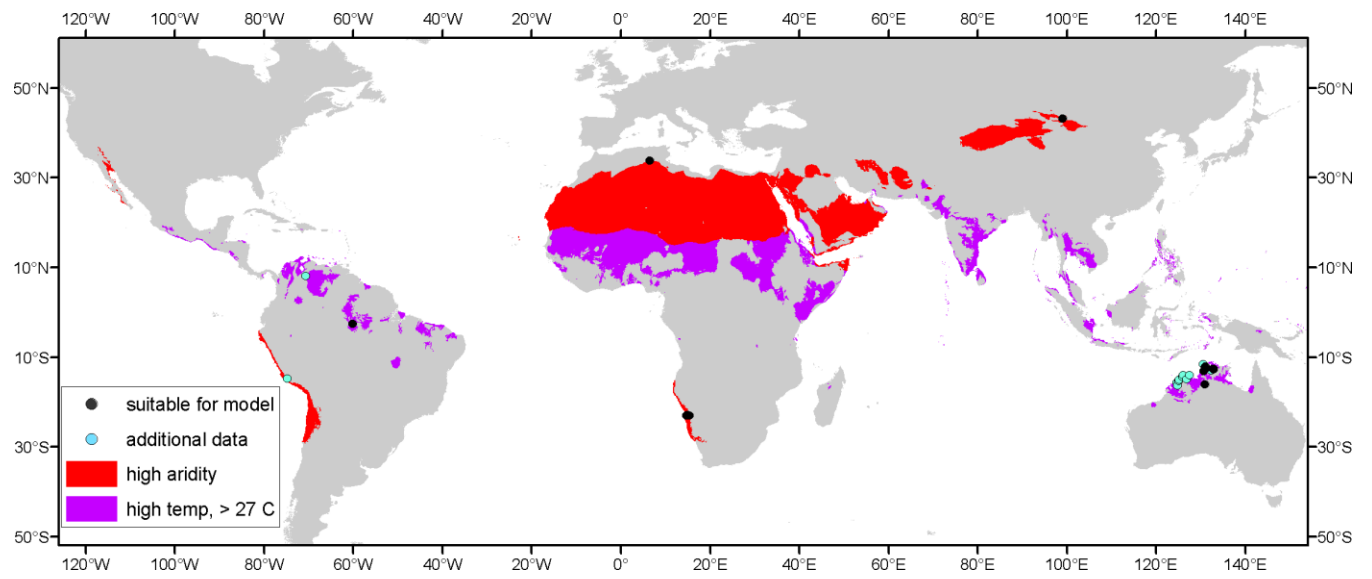 120°W 100°W 80°W 60°W 40°W 20°W 0° 20°E 40°E 60°E 80°E 100°E 120°E 140°E
50°N 50°N
30°N 30°N
10°N 10°N
10°S 10°S
30°S 30°S
50°S 50°S
suitable for model
additional data
high aridity
high temp, > 27 C
120°W 100°W 80°W 60°W 40°W 20°W 0° 20°E 40°E 60°E 80°E 100°E 120°E 140°E